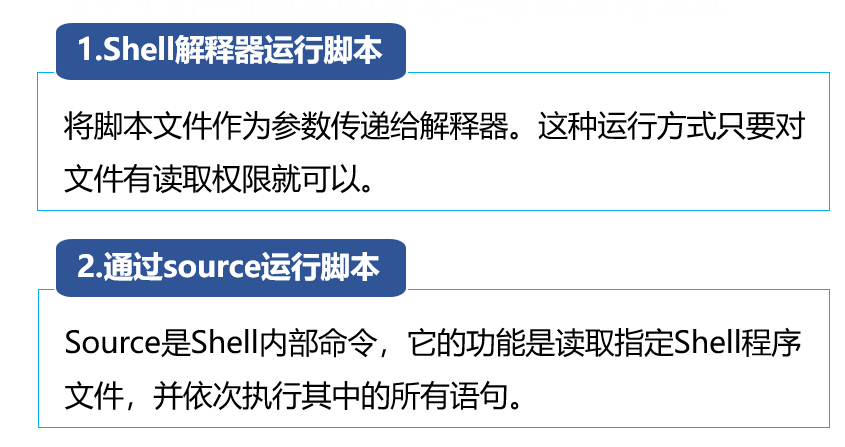 1.Shell解释器运行脚本
将脚本文件作为参数传递给解释器。这种运行方式只要对
文件有读取权限就可以。
2.通过source运行脚本
Source是Shell内部命令，它的功能是读取指定Shell程序
文件，并依次执行其中的所有语句。